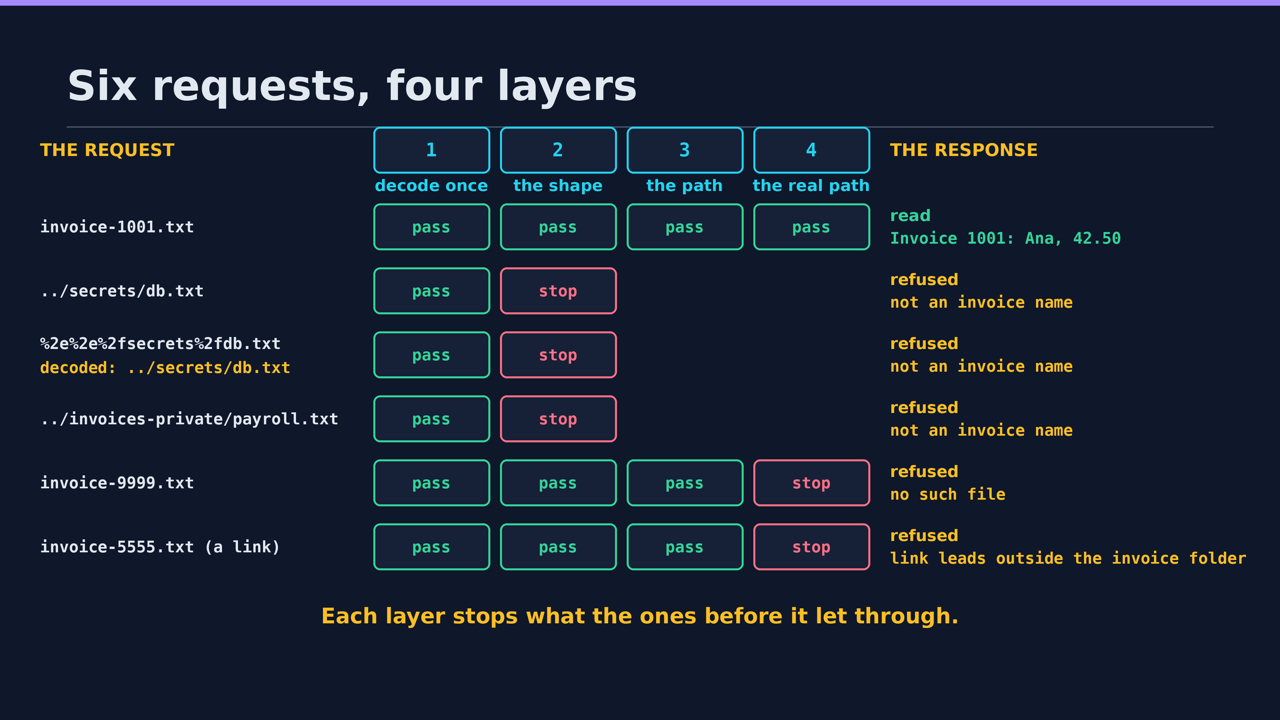 Six requests, four layers
THE REQUEST 1 2 3 4 THE RESPONSE
decode once the shape the path the real path
invoice-1001.txt pass pass pass pass read
Invoice 1001: Ana, 42.50
../secrets/db.txt pass stop refused
not an invoice name
%2e%2e%2fsecrets%2fdb.txt pass stop refused
decoded: ../secrets/db.txt not an invoice name
../invoices-private/payroll.txt pass stop refused
not an invoice name
invoice-9999.txt pass pass pass stop refused
no such file
invoice-5555.txt (a link) pass pass pass stop refused
link leads outside the invoice folder
Each layer stops what the ones before it let through.